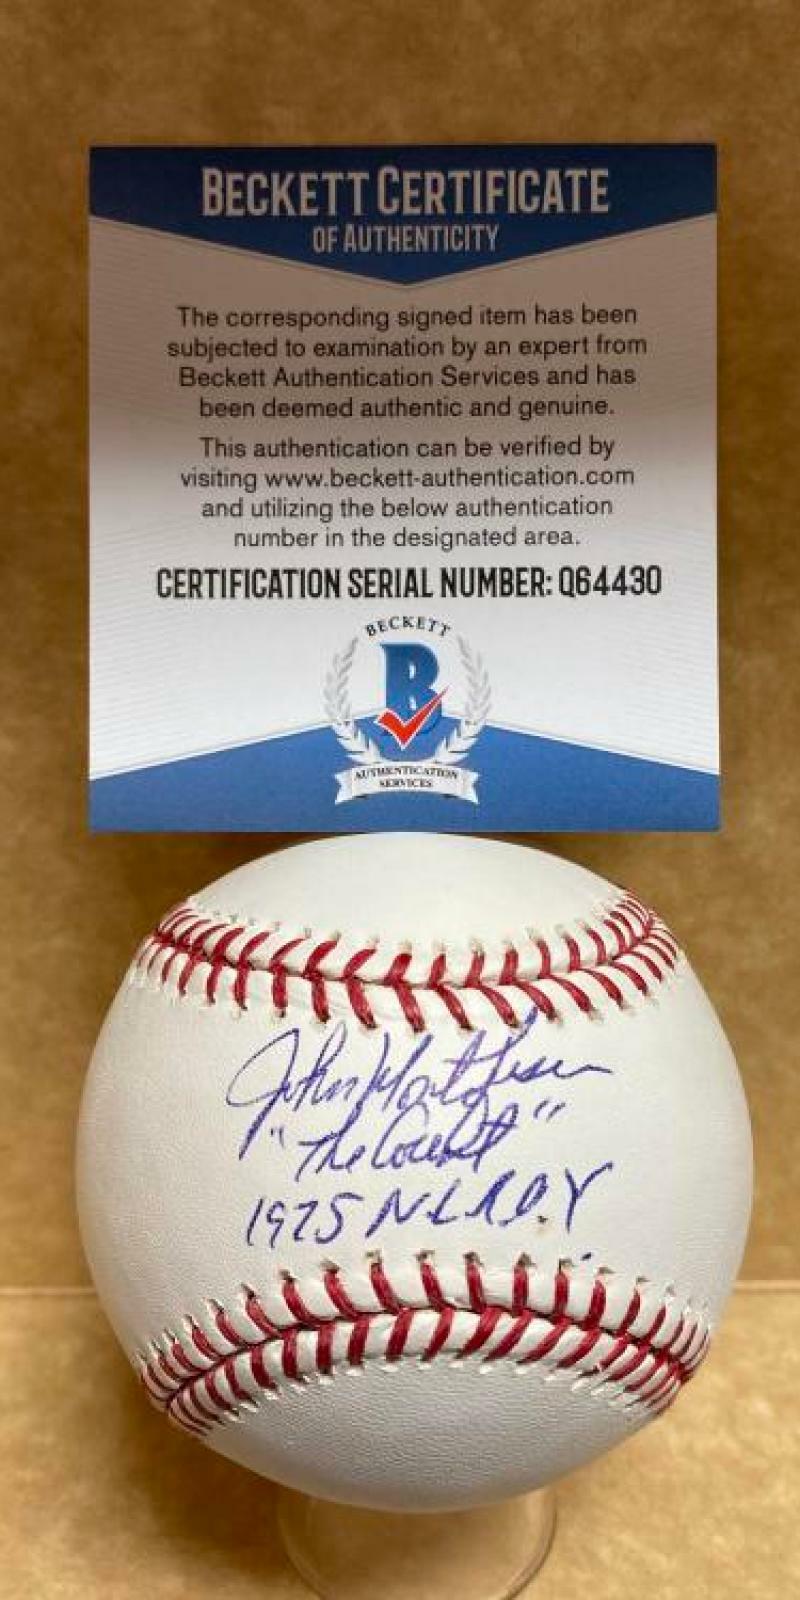 BECKETT CERTIFICATE
OF AUTHENTICITY
The corresponding signed item has been
subjected to examination by an expert from
Beckett Authentication Services and has
been deemed authentic and genuine.
This authentication can be verified by
visiting www.beckett-authentication.com
and utilizing the below authentication
number in the designated area.
CERTIFICATION SERIAL NUMBER: Q64430
BECKETT
B
AUTHENTICATION
SERVICES
John Montefusco
"The Count"
1975 N.L.R.O.Y.